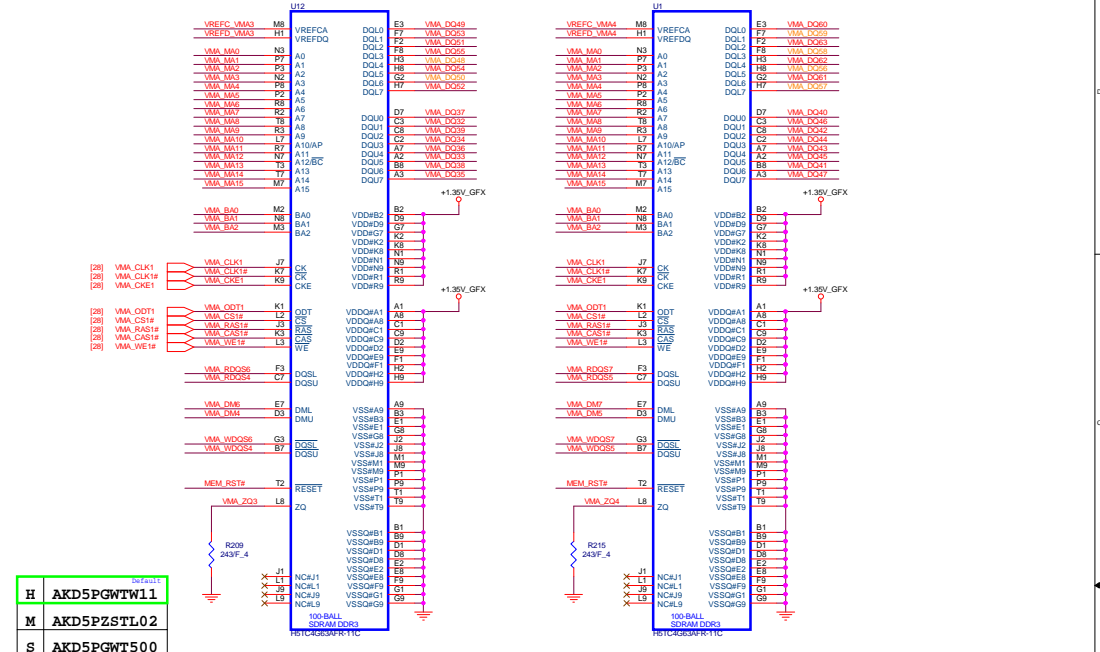 U12
VREFC_VMA3 M8 VREFCA
VREFD_VMA3 H1 VREFDQ
VMA_MA0 N3 A0
VMA_MA1 P7 A1
VMA_MA2 P3 A2
VMA_MA3 N2 A3
VMA_MA4 P8 A4
VMA_MA5 P2 A5
VMA_MA6 R8 A6
VMA_MA7 R2 A7
VMA_MA8 T8 A8
VMA_MA9 R3 A9
VMA_MA10 L7 A10/AP
VMA_MA11 R7 A11
VMA_MA12 N7 A12/BC
VMA_MA13 T3 A13
VMA_MA14 T7 A14
VMA_MA15 M7 A15
VMA_BA0 M2 BA0
VMA_BA1 N8 BA1
VMA_BA2 M3 BA2
[28] VMA_CLK1 VMA_CLK1 J7 CK
[28] VMA_CLK1# VMA_CLK1# K7 CK
[28] VMA_CKE1 VMA_CKE1 K9 CKE
[28] VMA_ODT1 VMA_ODT1 K1 ODT
[28] VMA_CS1# VMA_CS1# L2 CS
[28] VMA_RAS1# VMA_RAS1# J3 RAS
[28] VMA_CAS1# VMA_CAS1# K3 CAS
[28] VMA_WE1# VMA_WE1# L3 WE
VMA_RDQS6 F3 DQSL
VMA_RDQS4 C7 DQSU
VMA_DM6 E7 DML
VMA_DM4 D3 DMU
VMA_WDQS6 G3 DQSL
VMA_WDQS4 B7 DQSU
MEM_RST# T2 RESET
VMA_ZQ3 L8 ZQ
R209
243/F_4
J1 NC#J1
L1 NC#L1
J9 NC#J9
L9 NC#L9
DQL0 E3 VMA_DQ49
DQL1 F7 VMA_DQ53
DQL2 F2 VMA_DQ51
DQL3 F8 VMA_DQ55
DQL4 H3 VMA_DQ48
DQL5 H8 VMA_DQ54
DQL6 G2 VMA_DQ50
DQL7 H7 VMA_DQ52
DQU0 D7 VMA_DQ37
DQU1 C3 VMA_DQ32
DQU2 C8 VMA_DQ39
DQU3 C2 VMA_DQ34
DQU4 A7 VMA_DQ36
DQU5 A2 VMA_DQ33
DQU6 B8 VMA_DQ38
DQU7 A3 VMA_DQ35
+1.35V_GFX
VDD#B2 B2
VDD#D9 D9
VDD#G7 G7
VDD#K2 K2
VDD#K8 K8
VDD#N1 N1
VDD#N9 N9
VDD#R1 R1
VDD#R9 R9
+1.35V_GFX
VDDQ#A1 A1
VDDQ#A8 A8
VDDQ#C1 C1
VDDQ#C9 C9
VDDQ#D2 D2
VDDQ#E9 E9
VDDQ#F1 F1
VDDQ#H2 H2
VDDQ#H9 H9
VSS#A9 A9
VSS#B3 B3
VSS#E1 E1
VSS#G8 G8
VSS#J2 J2
VSS#J8 J8
VSS#M1 M1
VSS#M9 M9
VSS#P1 P1
VSS#P9 P9
VSS#T1 T1
VSS#T9 T9
VSSQ#B1 B1
VSSQ#B9 B9
VSSQ#D1 D1
VSSQ#D8 D8
VSSQ#E2 E2
VSSQ#E8 E8
VSSQ#F9 F9
VSSQ#G1 G1
VSSQ#G9 G9
100-BALL
SDRAM DDR3
H5TC4G63AFR-11C
U1
VREFC_VMA4 M8 VREFCA
VREFD_VMA4 H1 VREFDQ
VMA_MA0 N3 A0
VMA_MA1 P7 A1
VMA_MA2 P3 A2
VMA_MA3 N2 A3
VMA_MA4 P8 A4
VMA_MA5 P2 A5
VMA_MA6 R8 A6
VMA_MA7 R2 A7
VMA_MA8 T8 A8
VMA_MA9 R3 A9
VMA_MA10 L7 A10/AP
VMA_MA11 R7 A11
VMA_MA12 N7 A12/BC
VMA_MA13 T3 A13
VMA_MA14 T7 A14
VMA_MA15 M7 A15
VMA_BA0 M2 BA0
VMA_BA1 N8 BA1
VMA_BA2 M3 BA2
VMA_CLK1 J7 CK
VMA_CLK1# K7 CK
VMA_CKE1 K9 CKE
VMA_ODT1 K1 ODT
VMA_CS1# L2 CS
VMA_RAS1# J3 RAS
VMA_CAS1# K3 CAS
VMA_WE1# L3 WE
VMA_RDQS7 F3 DQSL
VMA_RDQS5 C7 DQSU
VMA_DM7 E7 DML
VMA_DM5 D3 DMU
VMA_WDQS7 G3 DQSL
VMA_WDQS5 B7 DQSU
MEM_RST# T2 RESET
VMA_ZQ4 L8 ZQ
R215
243/F_4
J1 NC#J1
L1 NC#L1
J9 NC#J9
L9 NC#L9
DQL0 E3 VMA_DQ60
DQL1 F7 VMA_DQ59
DQL2 F2 VMA_DQ63
DQL3 F8 VMA_DQ58
DQL4 H3 VMA_DQ62
DQL5 H8 VMA_DQ56
DQL6 G2 VMA_DQ61
DQL7 H7 VMA_DQ57
DQU0 D7 VMA_DQ40
DQU1 C3 VMA_DQ46
DQU2 C8 VMA_DQ42
DQU3 C2 VMA_DQ44
DQU4 A7 VMA_DQ43
DQU5 A2 VMA_DQ45
DQU6 B8 VMA_DQ41
DQU7 A3 VMA_DQ47
+1.35V_GFX
VDD#B2 B2
VDD#D9 D9
VDD#G7 G7
VDD#K2 K2
VDD#K8 K8
VDD#N1 N1
VDD#N9 N9
VDD#R1 R1
VDD#R9 R9
+1.35V_GFX
VDDQ#A1 A1
VDDQ#A8 A8
VDDQ#C1 C1
VDDQ#C9 C9
VDDQ#D2 D2
VDDQ#E9 E9
VDDQ#F1 F1
VDDQ#H2 H2
VDDQ#H9 H9
VSS#A9 A9
VSS#B3 B3
VSS#E1 E1
VSS#G8 G8
VSS#J2 J2
VSS#J8 J8
VSS#M1 M1
VSS#M9 M9
VSS#P1 P1
VSS#P9 P9
VSS#T1 T1
VSS#T9 T9
VSSQ#B1 B1
VSSQ#B9 B9
VSSQ#D1 D1
VSSQ#D8 D8
VSSQ#E2 E2
VSSQ#E8 E8
VSSQ#F9 F9
VSSQ#G1 G1
VSSQ#G9 G9
100-BALL
SDRAM DDR3
H5TC4G63AFR-11C
Default
H AKD5PGWTW11
M AKD5PZSTL02
S AKD5PGWT500